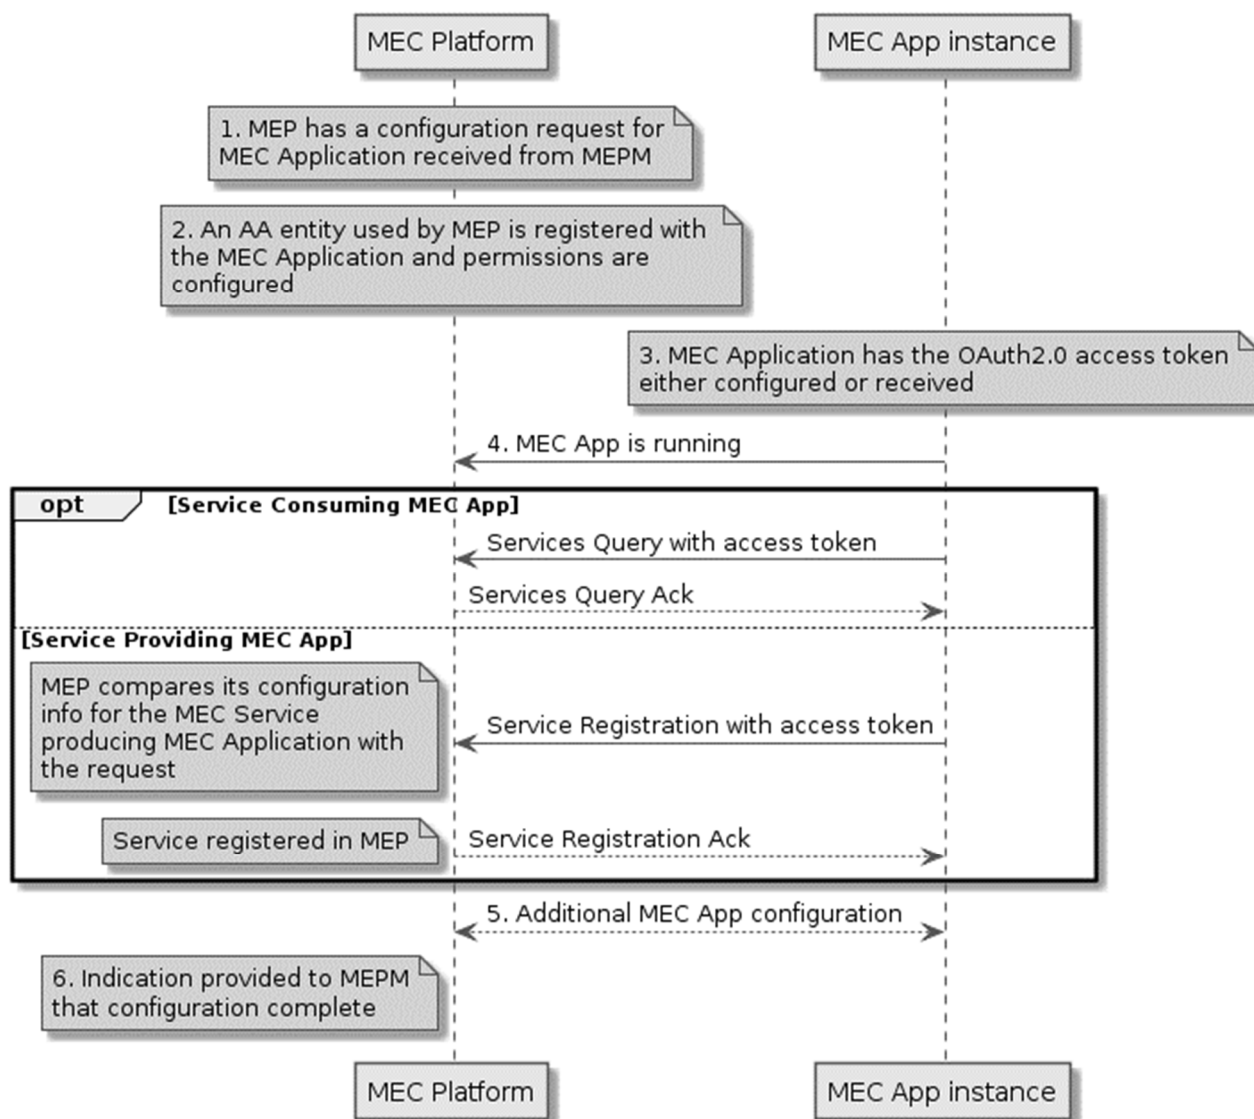 MEC Platform
MEC App instance
1. MEP has a configuration request for
MEC Application received from MEPM
2. An AA entity used by MEP is registered with
the MEC Application and permissions are
configured
3. MEC Application has the OAuth2.0 access token
either configured or received
4. MEC App is running
opt
[Service Consuming MEC App]
Services Query with access token
Services Query Ack
[Service Providing MEC App]
MEP compares its configuration
info for the MEC Service
producing MEC Application with
the request
Service Registration with access token
Service registered in MEP
Service Registration Ack
5. Additional MEC App configuration
6. Indication provided to MEPM
that configuration complete
MEC Platform
MEC App instance